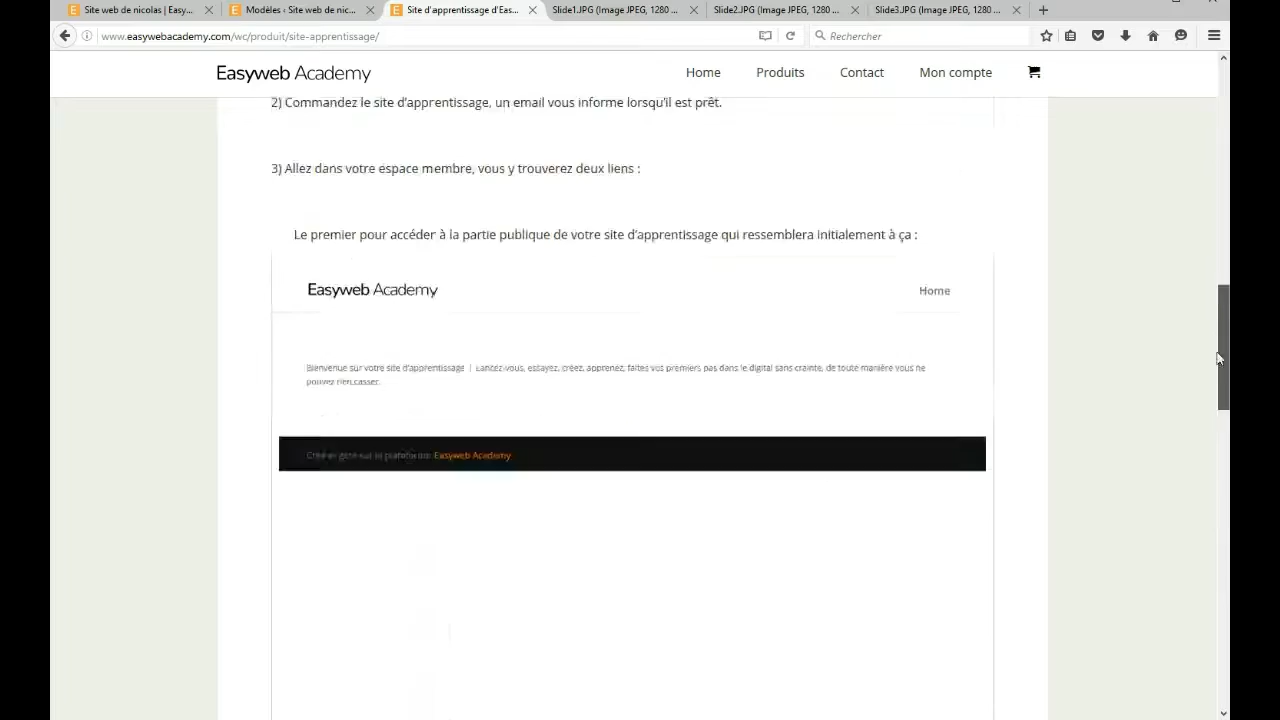 Site web de nicolas | Easy...
Modèles ‹ Site web de nic...
Site d'apprentissage d'Eas...
Slide1.JPG (Image JPEG, 1280 ...
Slide2.JPG (Image JPEG, 1280 ...
Slide3.JPG (Image JPEG, 1280 ...
www.easywebacademy.com/wc/produit/site-apprentissage/
Rechercher
Easyweb Academy
Home
Produits
Contact
Mon compte
2) Commandez le site d'apprentissage, un email vous informe lorsqu'il est prêt.
3) Allez dans votre espace membre, vous y trouverez deux liens :
Le premier pour accéder à la partie publique de votre site d'apprentissage qui ressemblera initialement à ça :
Easyweb Academy
Home
Bienvenue sur votre site d'apprentissage | Lancez-vous, essayez, créez, apprenez, faites vos premiers pas dans le digital sans crainte, de toute manière vous ne
pouvez rien casser.
sur la plateforme Easyweb Academy